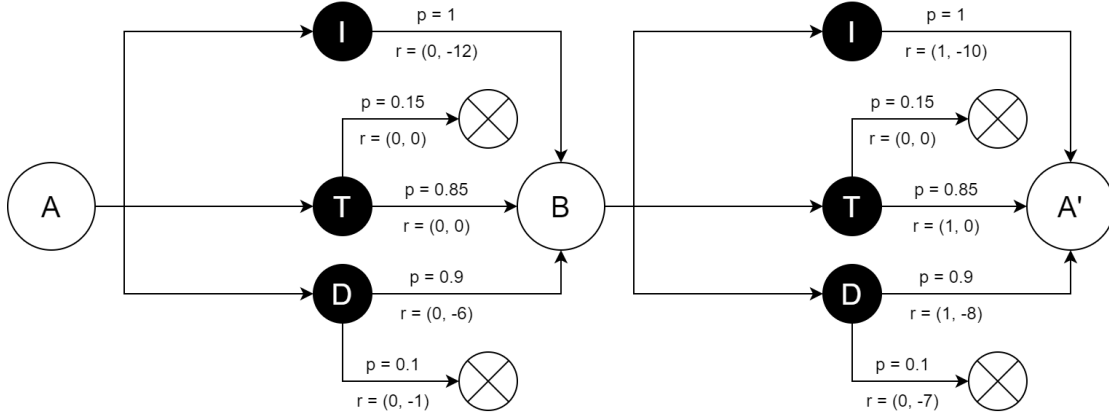 I
p = 1
r = (0, -12)
I
p = 1
r = (1, -10)
p = 0.15
r = (0, 0)
p = 0.15
r = (0, 0)
A
T
p = 0.85
r = (0, 0)
B
T
p = 0.85
r = (1, 0)
A'
D
p = 0.9
r = (0, -6)
D
p = 0.9
r = (1, -8)
p = 0.1
r = (0, -1)
p = 0.1
r = (0, -7)